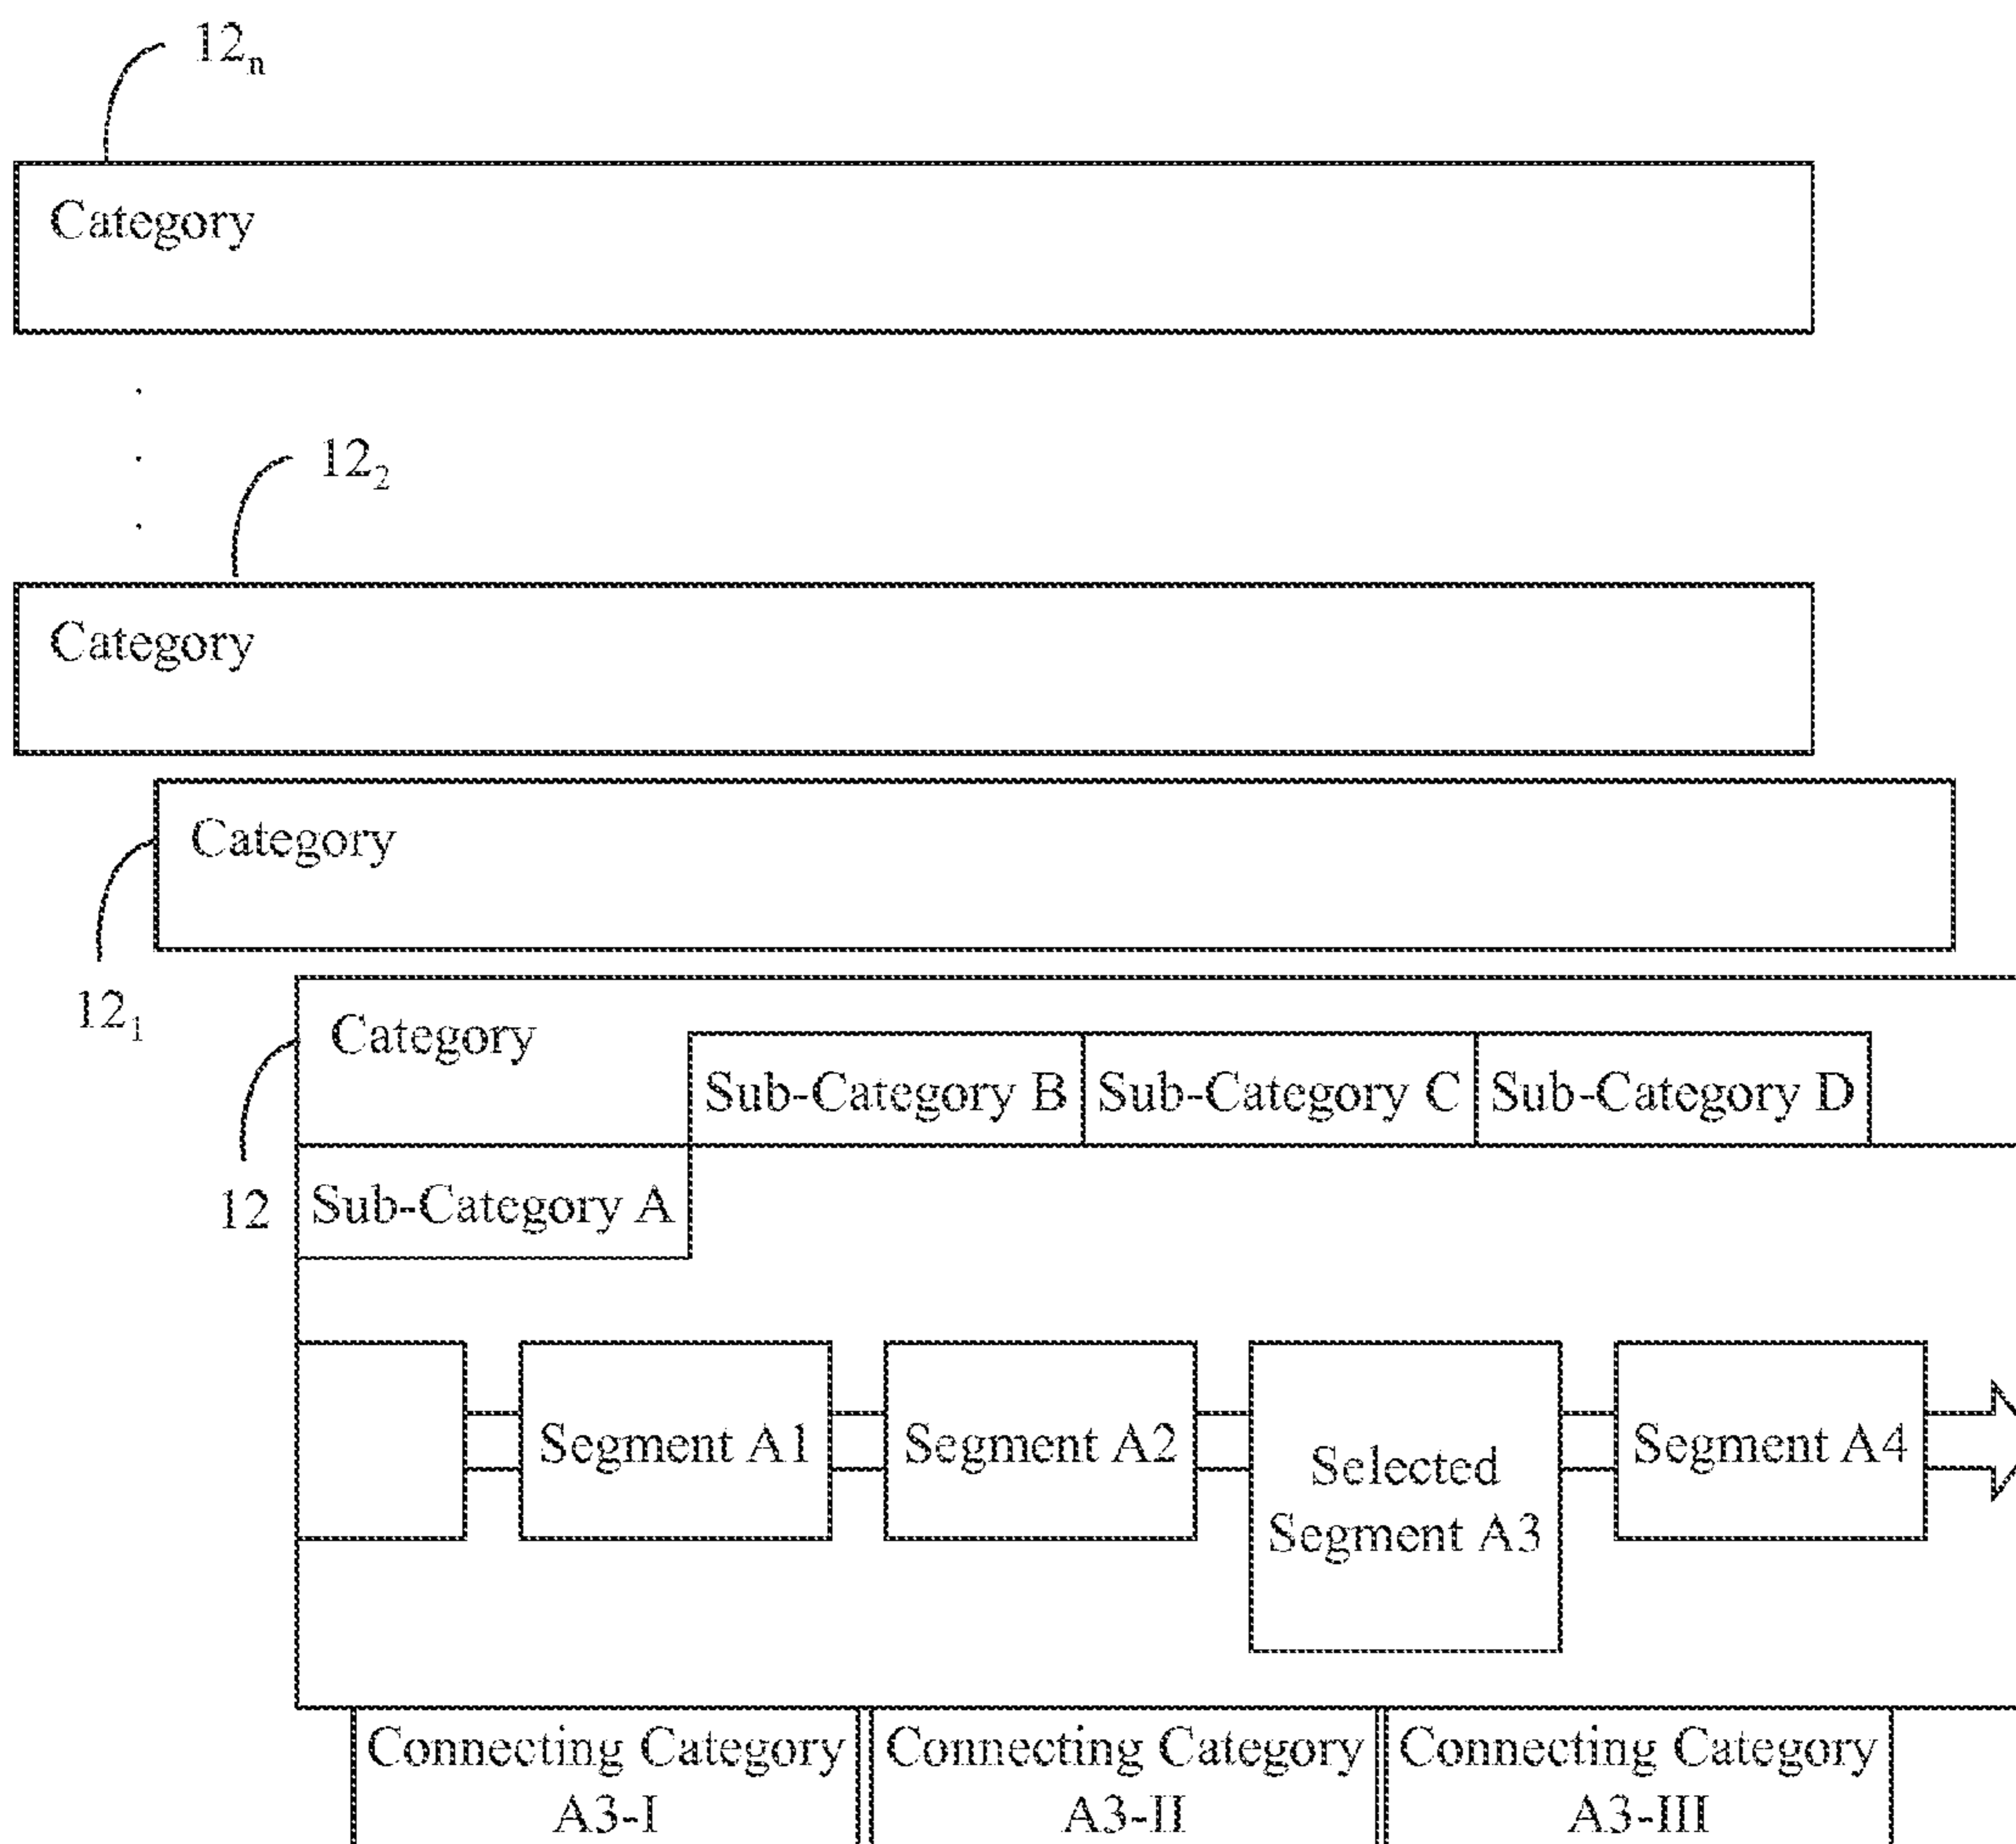 12n
Category
122
Category
Category
121
Category
Sub-Category B
Sub-Category C
Sub-Category D
12
Sub-Category A
Segment A1
Segment A2
Selected
Segment A3
Segment A4
Connecting Category
A3-I
Connecting Category
A3-II
Connecting Category
A3-III